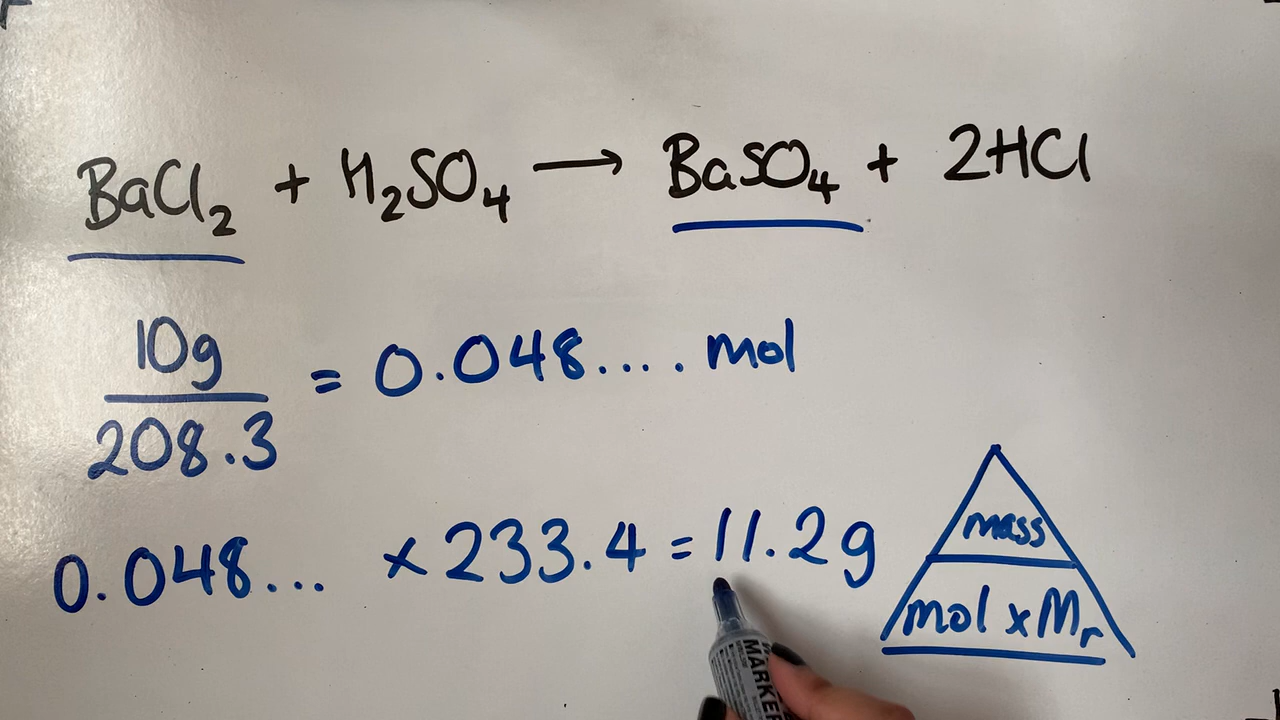 BaCl₂ + H₂SO₄ → BaSO₄ + 2HCl
10g
208.3
= 0.048.... mol
0.048... × 233.4 = 11.2g
mass
mol × Mr
MARKER